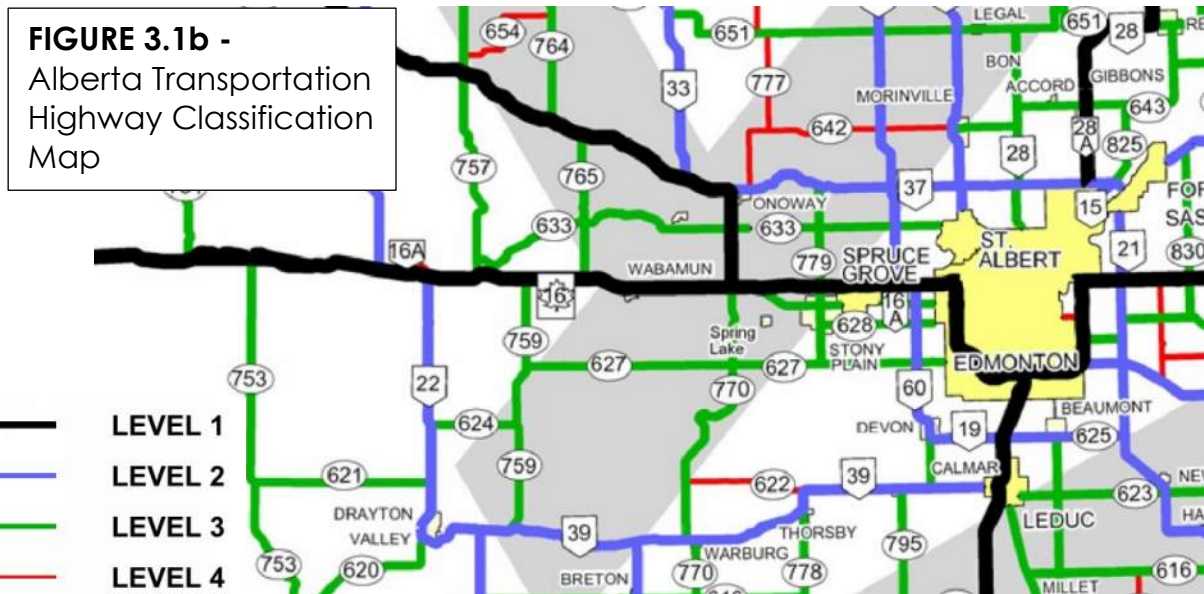 FIGURE 3.1b -
Alberta Transportation
Highway Classification
Map
LEVEL 1
LEVEL 2
LEVEL 3
LEVEL 4
654
764
33
651
777
LEGAL
651
28
BON
ACCORD
GIBBONS
MORINVILLE
643
642
28
A
825
28
757
765
37
ONOWAY
15
633
633
ST.
ALBERT
21
830
16A
WABAMUN
779
SPRUCE
GROVE
16
16
A
628
759
Spring
Lake
STONY
PLAIN
627
627
EDMONTON
753
22
770
60
BEAUMONT
624
DEVON
19
625
759
CALMAR
621
622
39
623
DRAYTON
VALLEY
LEDUC
39
THORSBY
WARBURG
795
753
620
BRETON
770
778
616
MILLET